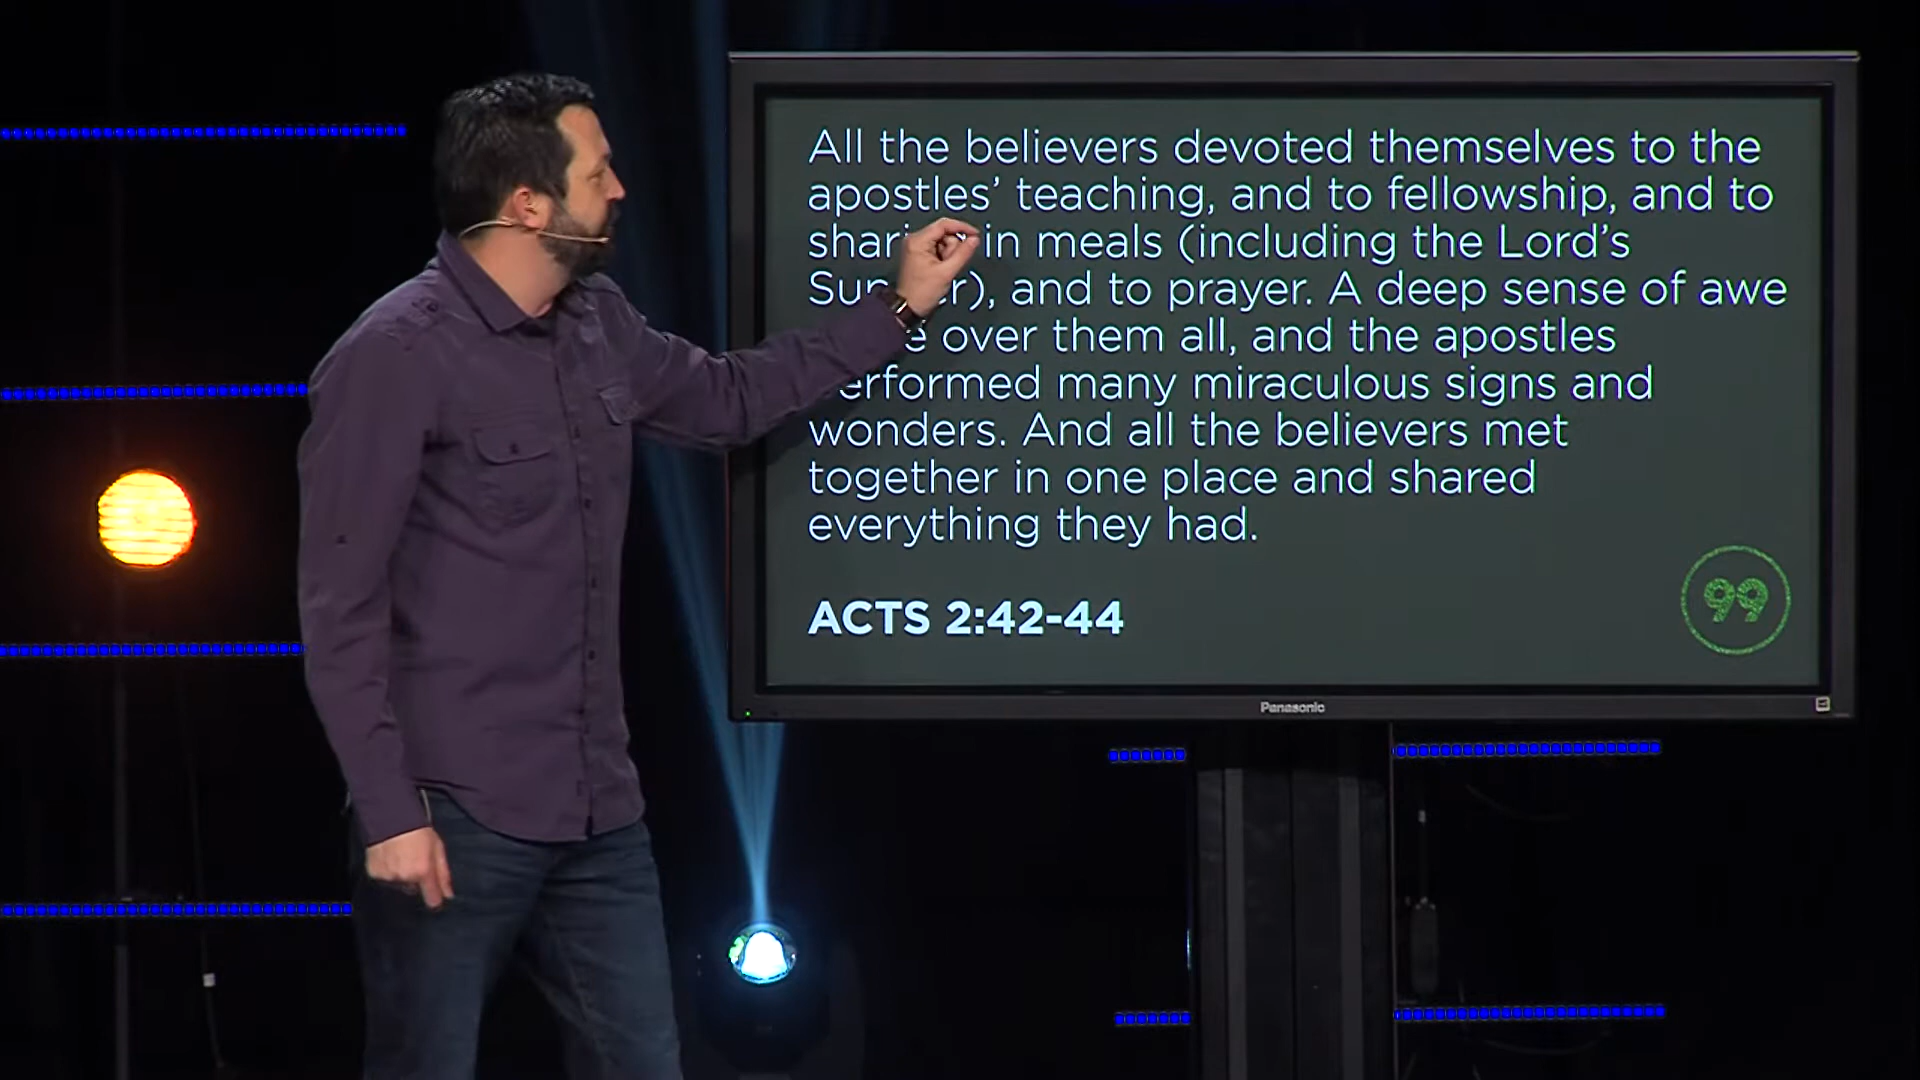 All the believers devoted themselves to the
apostles’ teaching, and to fellowship, and to
in meals (including the Lord’s
and to prayer. A deep sense of awe
over them all, and the apostles
many miraculous signs and
wonders. And all the believers met
together in one place and shared
everything they had.
ACTS 2:42-44
99
Panasonic